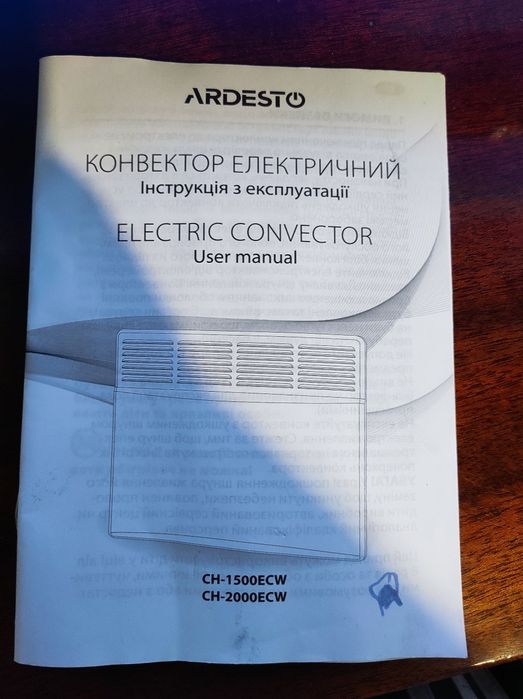 ARDESTO
КОНВЕКТОР ЕЛЕКТРИЧНИЙ
Інструкція з експлуатації
ELECTRIC CONVECTOR
User manual
CH-1500ECW
CH-2000ECW